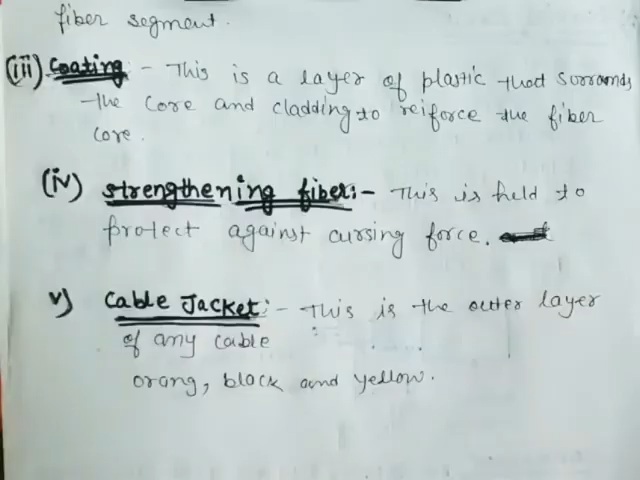 fiber segment.
(iii) Coating :- This is a layer of plastic that surrounds
the core and cladding to reiforce the fiber
core.
(iv) strengthening fiber:- This is held to
protect against cursing force.
v) Cable Jacket:- This is the outer layer
of any cable
orang, black and yellow.